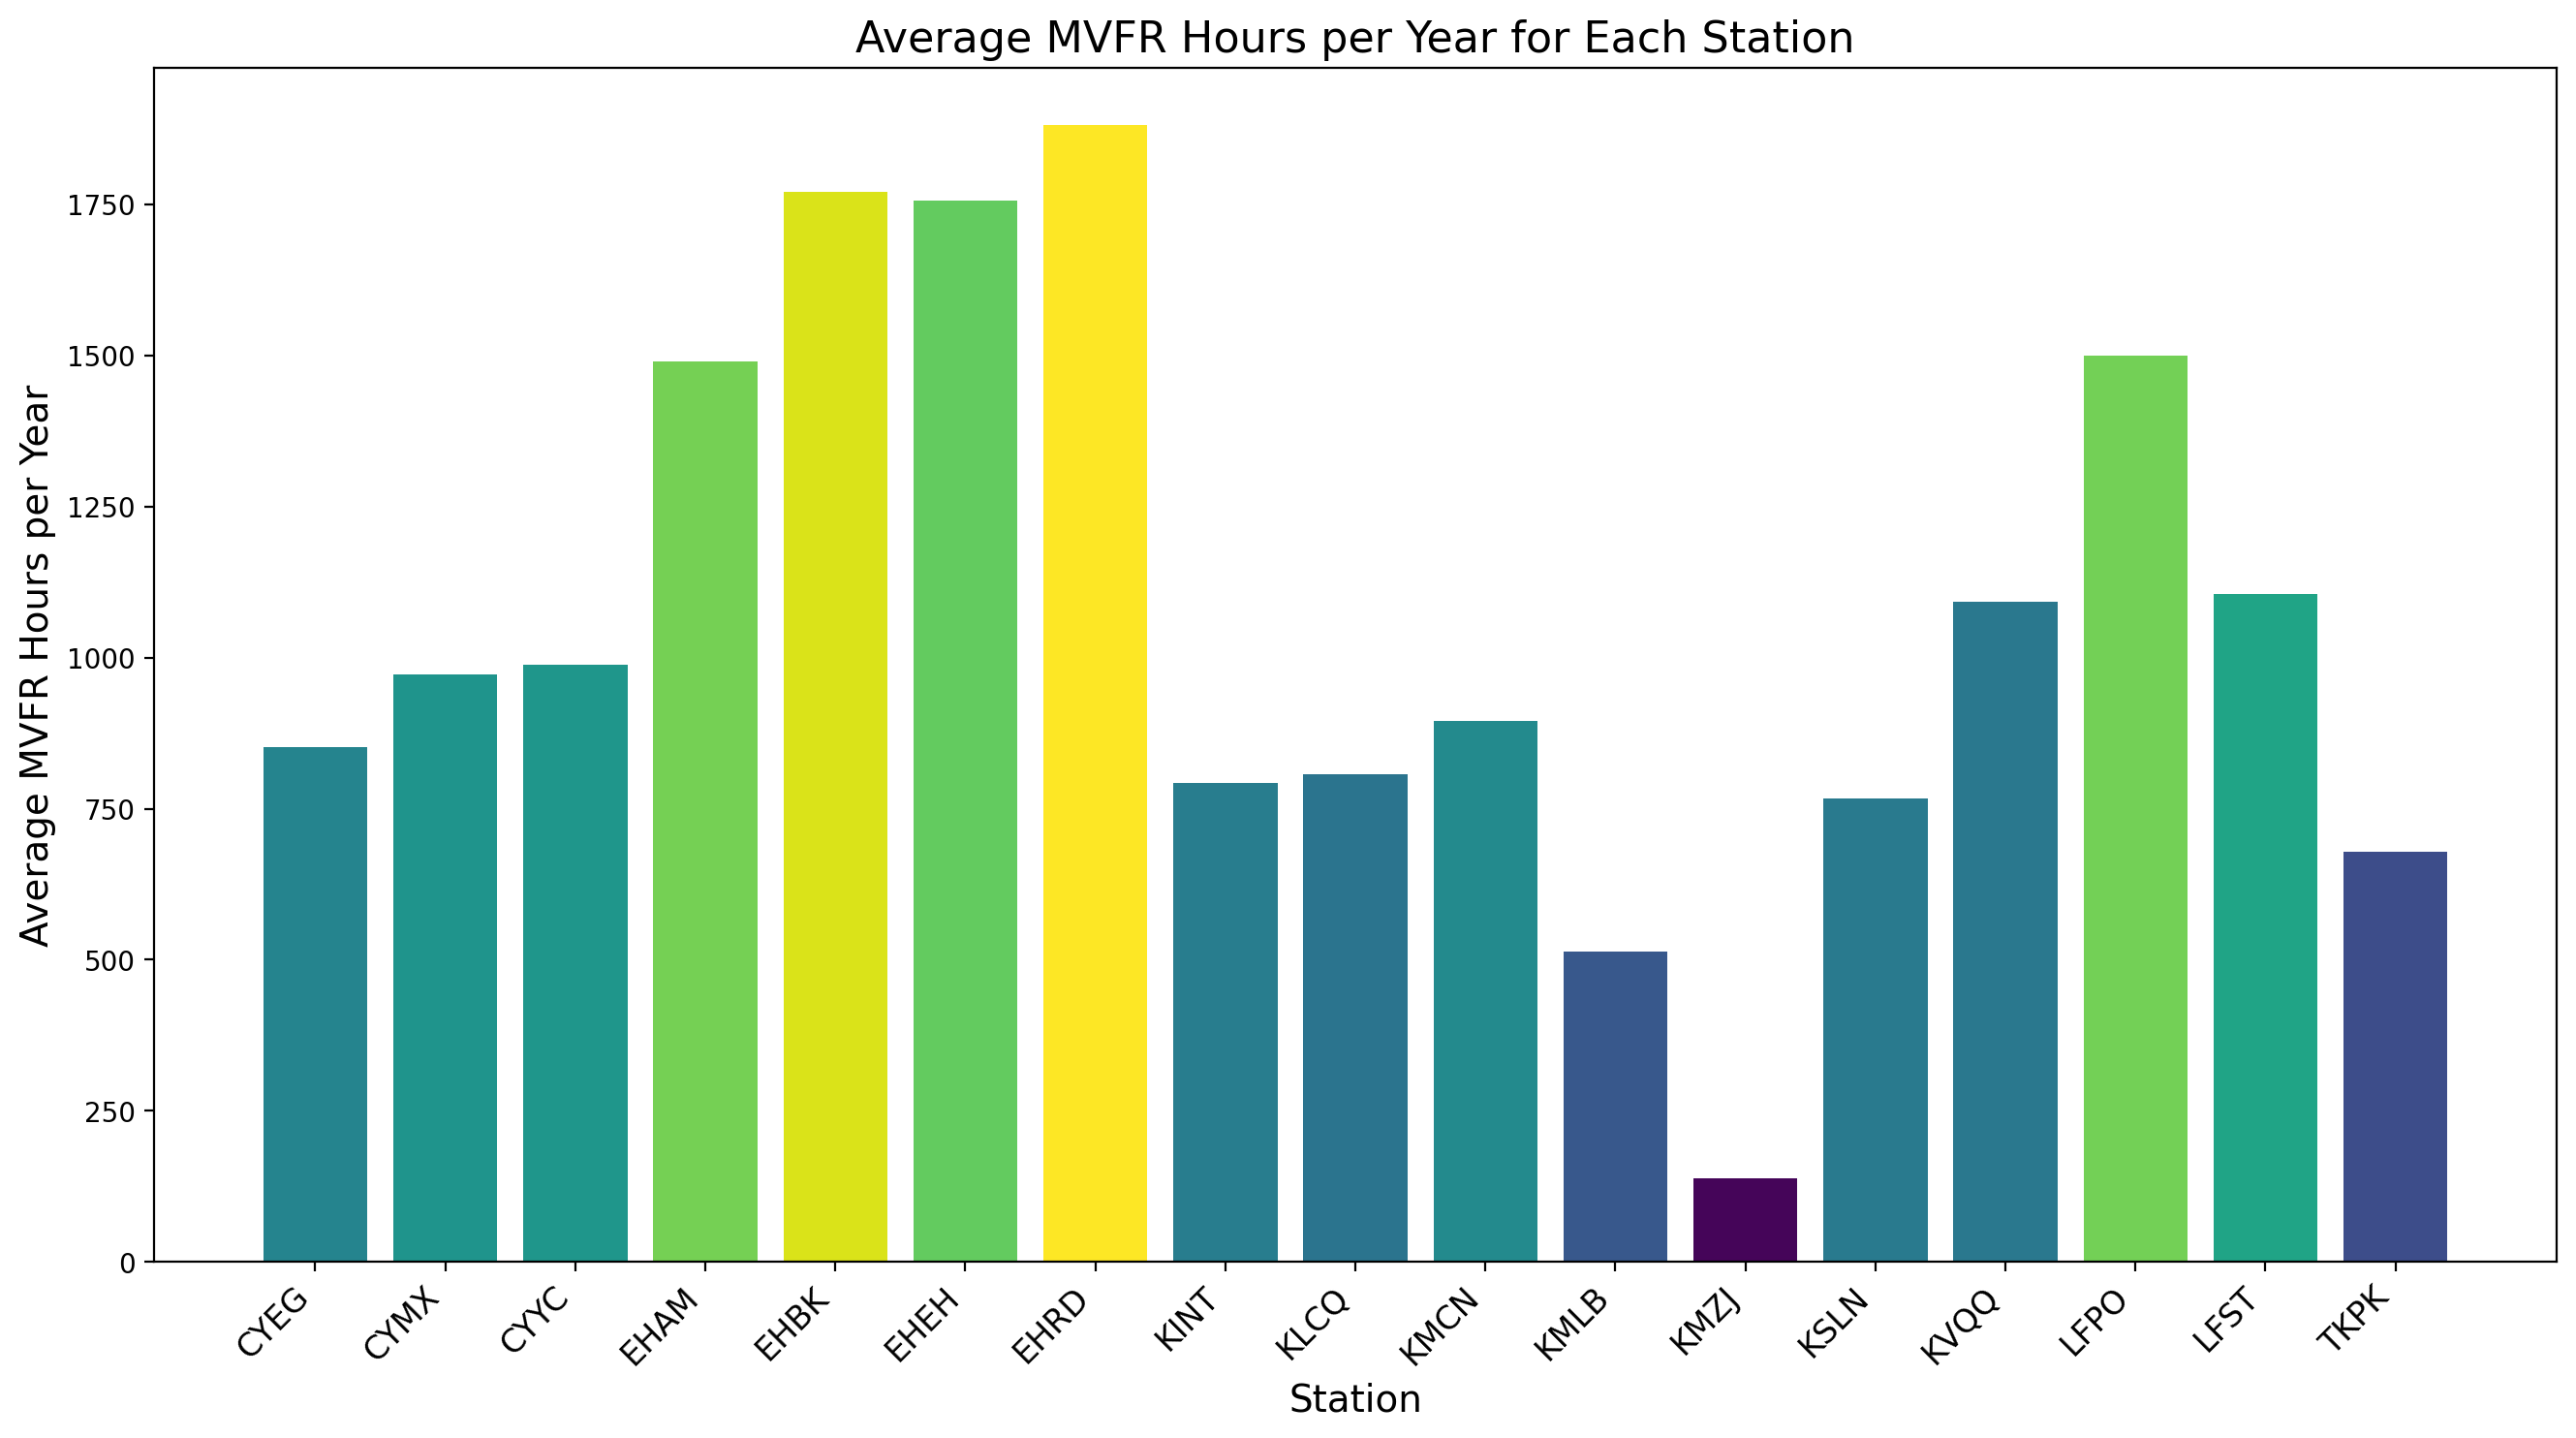 Average MVFR Hours per Year for Each Station
Average MVFR Hours per Year
1750
1500
1250
1000
750
500
250
0
CYEG
CYMX
CYYC
EHAM
EHBK
EHEH
EHRD
KINT
KLCQ
KMCN
KMLB
KMZJ
KSLN
KVQQ
LFPO
LFST
TKPK
Station